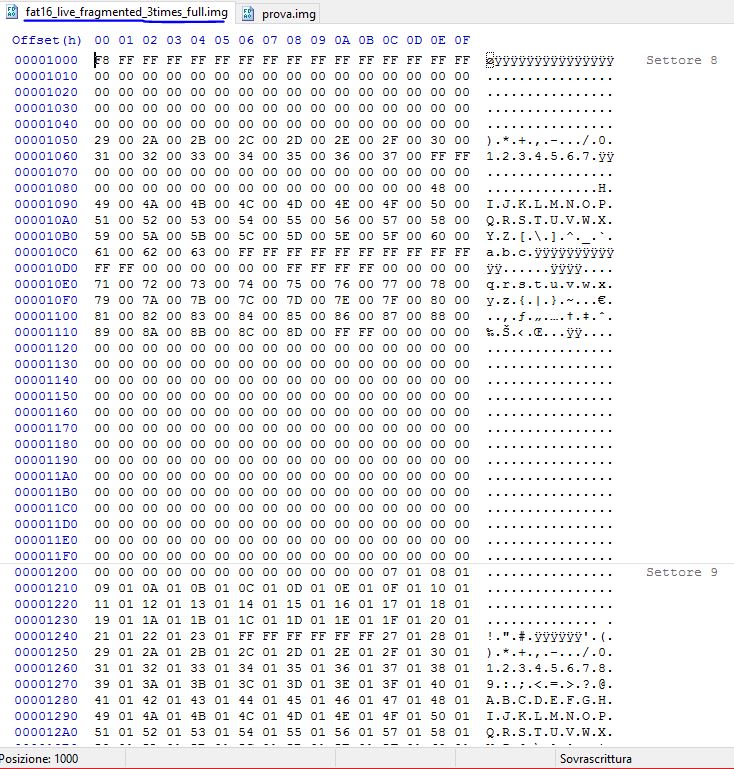 fat16_live_fragmented_3times_full.img prova.img
Offset(h) 00 01 02 03 04 05 06 07 08 09 0A 0B 0C 0D 0E 0F
00001000 F8 FF FF FF FF FF FF FF FF FF FF FF FF FF FF FF øÿÿÿÿÿÿÿÿÿÿÿÿÿÿÿ Settore 8
00001010 00 00 00 00 00 00 00 00 00 00 00 00 00 00 00 00 ................
00001020 00 00 00 00 00 00 00 00 00 00 00 00 00 00 00 00 ................
00001030 00 00 00 00 00 00 00 00 00 00 00 00 00 00 00 00 ................
00001040 00 00 00 00 00 00 00 00 00 00 00 00 00 00 00 00 ................
00001050 29 00 2A 00 2B 00 2C 00 2D 00 2E 00 2F 00 30 00 ).*.+.,.-.../.0.
00001060 31 00 32 00 33 00 34 00 35 00 36 00 37 00 FF FF 1.2.3.4.5.6.7.ÿÿ
00001070 00 00 00 00 00 00 00 00 00 00 00 00 00 00 00 00 ................
00001080 00 00 00 00 00 00 00 00 00 00 00 00 00 00 48 00 ..............H.
00001090 49 00 4A 00 4B 00 4C 00 4D 00 4E 00 4F 00 50 00 I.J.K.L.M.N.O.P.
000010A0 51 00 52 00 53 00 54 00 55 00 56 00 57 00 58 00 Q.R.S.T.U.V.W.X.
000010B0 59 00 5A 00 5B 00 5C 00 5D 00 5E 00 5F 00 60 00 Y.Z.[.\.].^._.`.
000010C0 61 00 62 00 63 00 FF FF FF FF FF FF FF FF FF FF a.b.c.ÿÿÿÿÿÿÿÿÿÿ
000010D0 FF FF 00 00 00 00 00 00 FF FF FF FF 00 00 00 00 ÿÿ......ÿÿÿÿ....
000010E0 71 00 72 00 73 00 74 00 75 00 76 00 77 00 78 00 q.r.s.t.u.v.w.x.
000010F0 79 00 7A 00 7B 00 7C 00 7D 00 7E 00 7F 00 80 00 y.z.{.|.}.~...€.
00001100 81 00 82 00 83 00 84 00 85 00 86 00 87 00 88 00 ..‚.ƒ.„.….†.‡.ˆ.
00001110 89 00 8A 00 8B 00 8C 00 8D 00 FF FF 00 00 00 00 ‰.Š.‹.Œ...ÿÿ....
00001120 00 00 00 00 00 00 00 00 00 00 00 00 00 00 00 00 ................
00001130 00 00 00 00 00 00 00 00 00 00 00 00 00 00 00 00 ................
00001140 00 00 00 00 00 00 00 00 00 00 00 00 00 00 00 00 ................
00001150 00 00 00 00 00 00 00 00 00 00 00 00 00 00 00 00 ................
00001160 00 00 00 00 00 00 00 00 00 00 00 00 00 00 00 00 ................
00001170 00 00 00 00 00 00 00 00 00 00 00 00 00 00 00 00 ................
00001180 00 00 00 00 00 00 00 00 00 00 00 00 00 00 00 00 ................
00001190 00 00 00 00 00 00 00 00 00 00 00 00 00 00 00 00 ................
000011A0 00 00 00 00 00 00 00 00 00 00 00 00 00 00 00 00 ................
000011B0 00 00 00 00 00 00 00 00 00 00 00 00 00 00 00 00 ................
000011C0 00 00 00 00 00 00 00 00 00 00 00 00 00 00 00 00 ................
000011D0 00 00 00 00 00 00 00 00 00 00 00 00 00 00 00 00 ................
000011E0 00 00 00 00 00 00 00 00 00 00 00 00 00 00 00 00 ................
000011F0 00 00 00 00 00 00 00 00 00 00 00 00 00 00 00 00 ................
00001200 00 00 00 00 00 00 00 00 00 00 00 00 07 01 08 01 ................ Settore 9
00001210 09 01 0A 01 0B 01 0C 01 0D 01 0E 01 0F 01 10 01 ................
00001220 11 01 12 01 13 01 14 01 15 01 16 01 17 01 18 01 ................
00001230 19 01 1A 01 1B 01 1C 01 1D 01 1E 01 1F 01 20 01 .............. .
00001240 21 01 22 01 23 01 FF FF FF FF FF FF 27 01 28 01 !.".#.ÿÿÿÿÿÿ'.(.
00001250 29 01 2A 01 2B 01 2C 01 2D 01 2E 01 2F 01 30 01 ).*.+.,.-.../.0.
00001260 31 01 32 01 33 01 34 01 35 01 36 01 37 01 38 01 1.2.3.4.5.6.7.8.
00001270 39 01 3A 01 3B 01 3C 01 3D 01 3E 01 3F 01 40 01 9.:.;.<.=.>.?.@.
00001280 41 01 42 01 43 01 44 01 45 01 46 01 47 01 48 01 A.B.C.D.E.F.G.H.
00001290 49 01 4A 01 4B 01 4C 01 4D 01 4E 01 4F 01 50 01 I.J.K.L.M.N.O.P.
000012A0 51 01 52 01 53 01 54 01 55 01 56 01 57 01 58 01 Q.R.S.T.U.V.W.X.
Posizione: 1000 Sovrascrittura